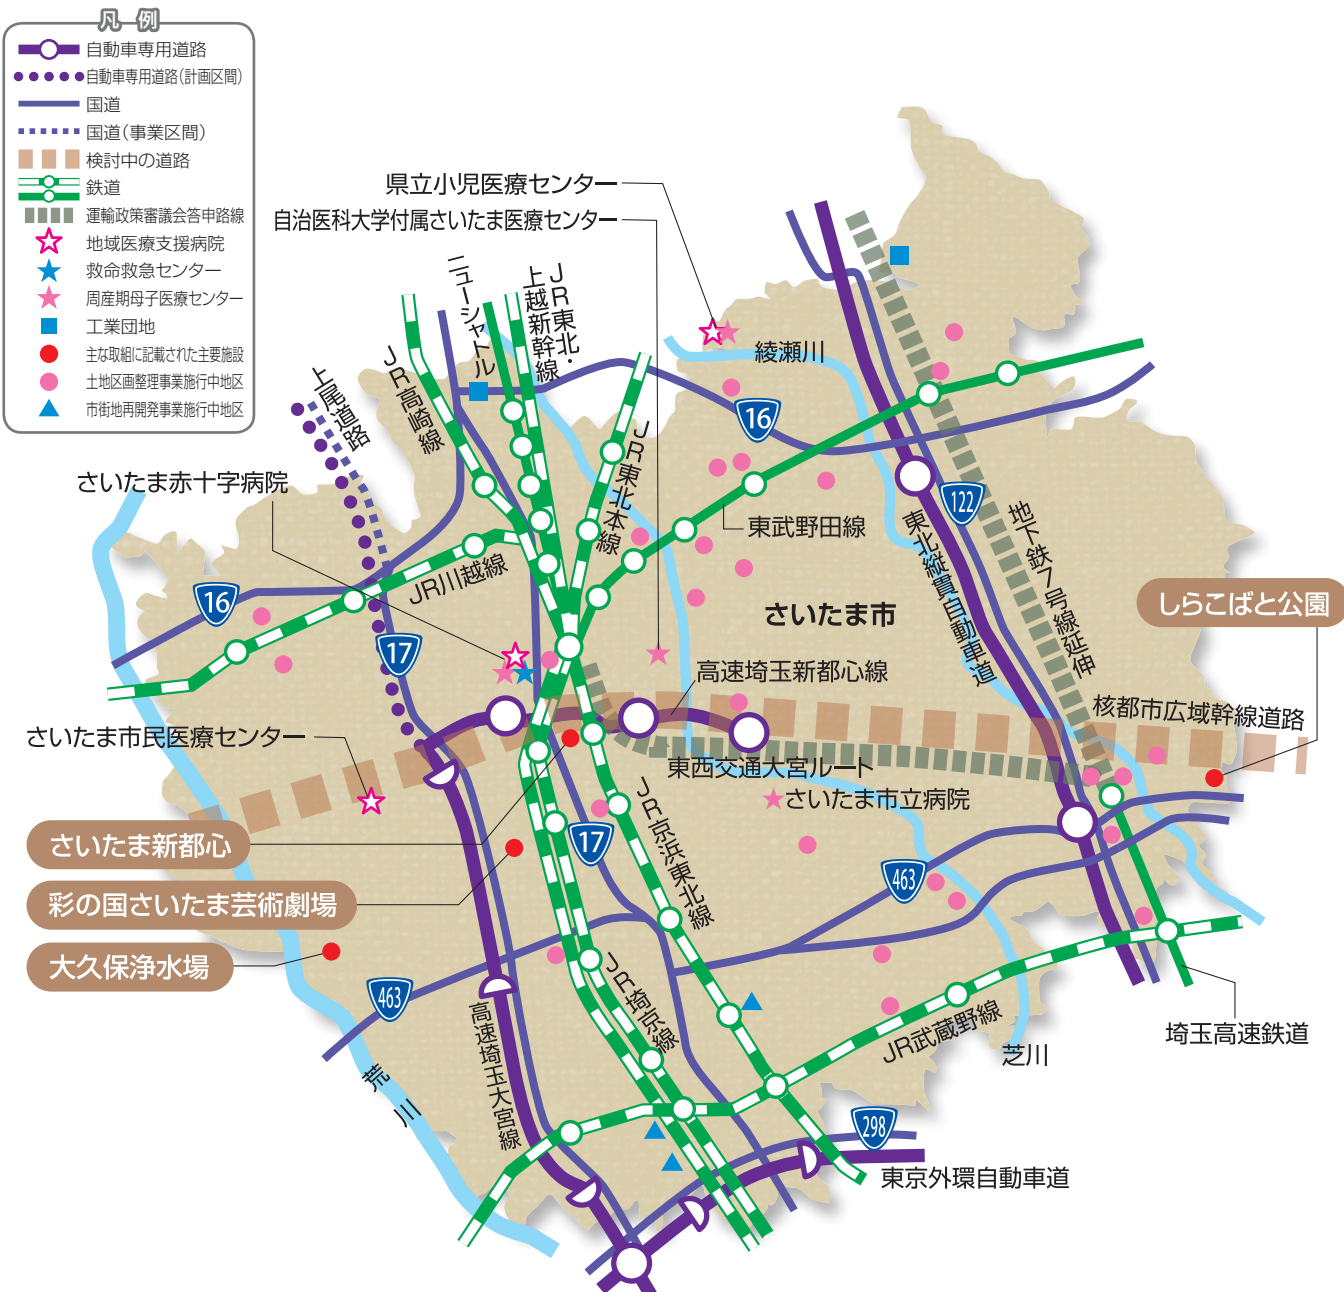 凡例
自動車専用道路
自動車専用道路(計画区間)
国道
国道(事業区間)
検討中の道路
鉄道
運輸政策審議会答申路線
地域医療支援病院
救命救急センター
周産期母子医療センター
工業団地
主な取組に記載された主要施設
土地区画整理事業施行中地区
市街地再開発事業施行中地区
県立小児医療センター
自治医科大学付属さいたま医療センター
ニューシャトル
JR東北・
上越新幹線
JR高崎線
上尾道路
綾瀬川
16
JR東北本線
さいたま赤十字病院
東武野田線
122
東北縦貫自動車道
地下鉄7号線延伸
JR川越線
16
17
さいたま市
しらこばと公園
高速埼玉新都心線
核都市広域幹線道路
さいたま市民医療センター
東西交通大宮ルート
さいたま市立病院
JR京浜東北線
さいたま新都心
17
463
彩の国さいたま芸術劇場
大久保浄水場
463
JR埼京線
高速埼玉大宮線
JR武蔵野線
芝川
埼玉高速鉄道
荒川
298
東京外環自動車道